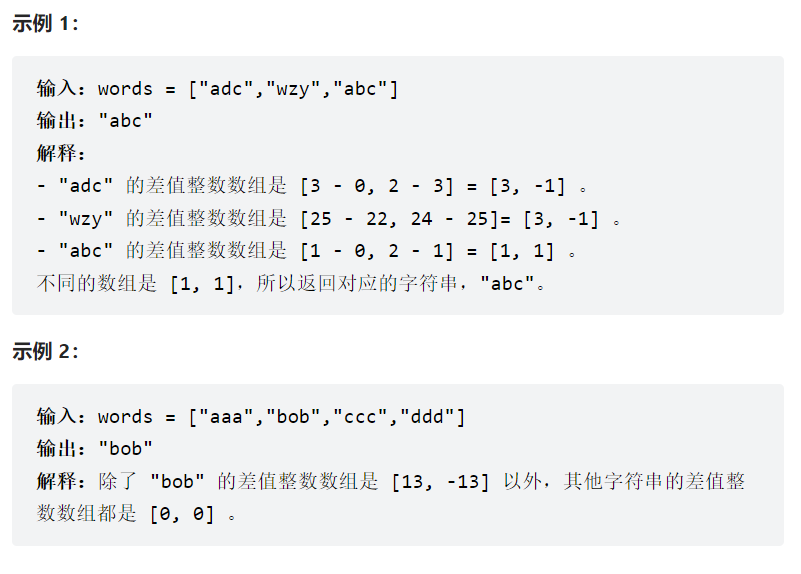 示例 1：
输入：words = ["adc","wzy","abc"]
输出："abc"
解释：
- "adc" 的差值整数数组是 [3 - 0, 2 - 3] = [3, -1] 。
- "wzy" 的差值整数数组是 [25 - 22, 24 - 25]= [3, -1] 。
- "abc" 的差值整数数组是 [1 - 0, 2 - 1] = [1, 1] 。
不同的数组是 [1, 1]，所以返回对应的字符串，"abc"。
示例 2：
输入：words = ["aaa","bob","ccc","ddd"]
输出："bob"
解释：除了 "bob" 的差值整数数组是 [13, -13] 以外，其他字符串的差值整
数数组都是 [0, 0] 。